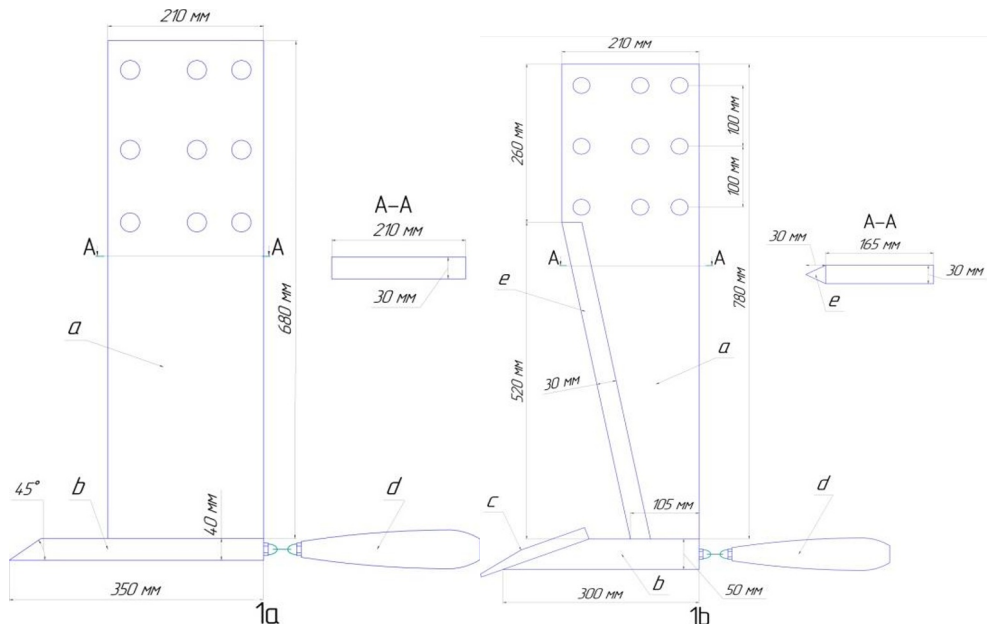 210 мм
A A
A-A
210 мм
30 мм
680 мм
a
45°
b
40 мм
d
350 мм
1a
210 мм
260 мм
100 мм
100 мм
A A
A-A
30 мм
165 мм
30 мм
e
e
a
780 мм
520 мм
30 мм
105 мм
c
d
b
50 мм
300 мм
1b